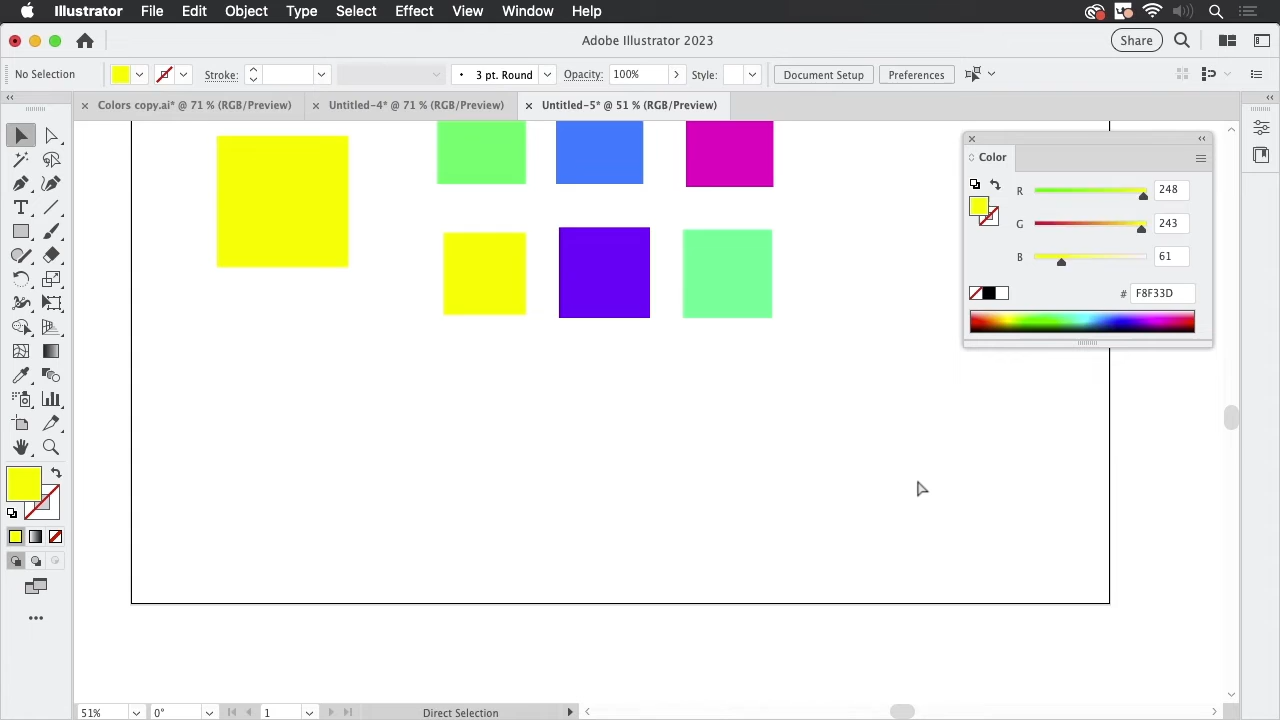 Illustrator File Edit Object Type Select Effect View Window Help
Adobe Illustrator 2023
Share
No Selection Stroke: 3 pt. Round Opacity: 100% Style: Document Setup Preferences
Colors copy.ai* @ 71 % (RGB/Preview) Untitled-4* @ 71 % (RGB/Preview) Untitled-5* @ 51 % (RGB/Preview)
Color
R 248
G 243
B 61
# F8F33D
51% 0° 1 Direct Selection